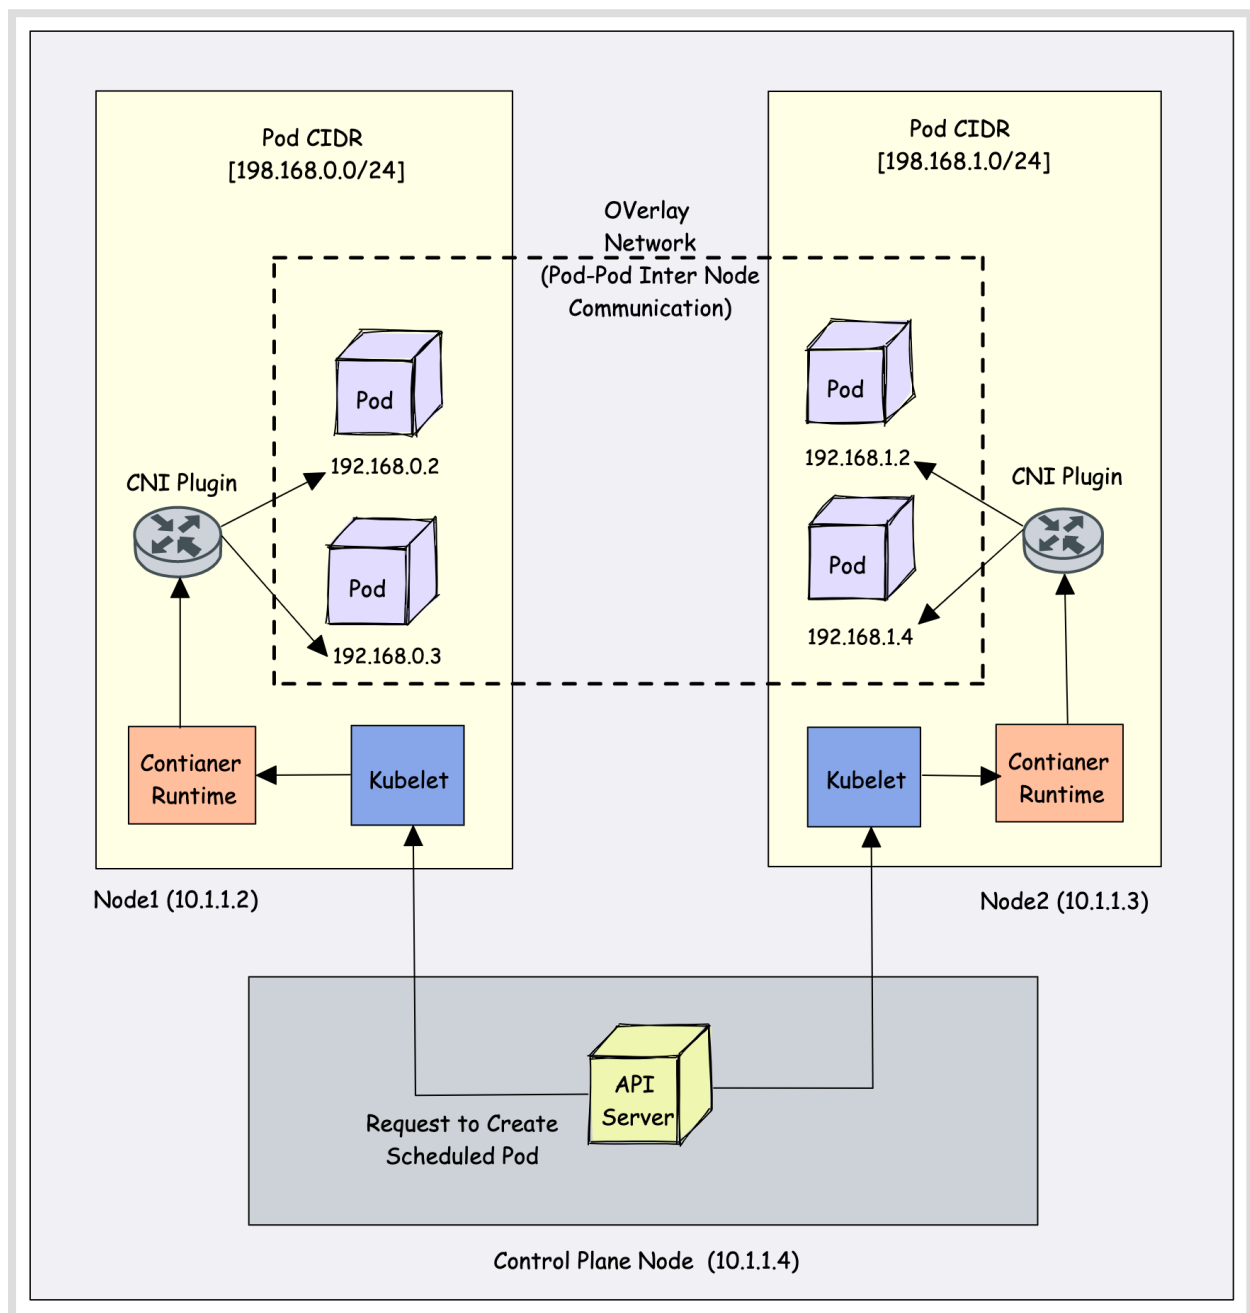 Pod CIDR
[198.168.0.0/24]
Pod CIDR
[198.168.1.0/24]
OVerlay
Network
(Pod-Pod Inter Node
Communication)
Pod
192.168.0.2
Pod
192.168.1.2
CNI Plugin
CNI Plugin
Pod
192.168.0.3
Pod
192.168.1.4
Contianer
Runtime
Kubelet
Kubelet
Contianer
Runtime
Node1 (10.1.1.2)
Node2 (10.1.1.3)
API
Server
Request to Create
Scheduled Pod
Control Plane Node (10.1.1.4)